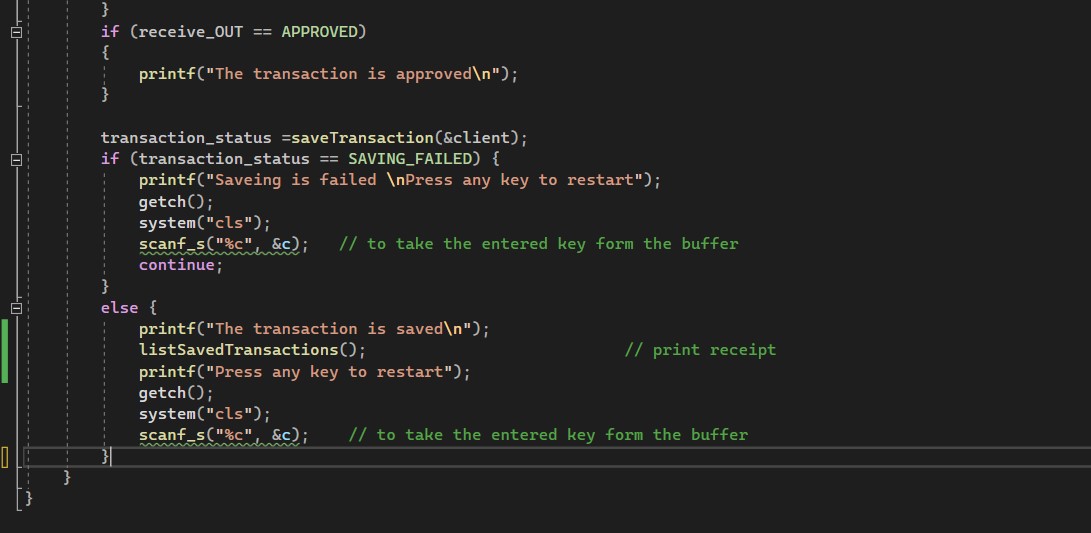 }
if (receive_OUT == APPROVED)
{
printf("The transaction is approved\n");
}
transaction_status =saveTransaction(&client);
if (transaction_status == SAVING_FAILED) {
printf("Saveing is failed \nPress any key to restart");
getch();
system("cls");
scanf_s("%c", &c);   // to take the entered key form the buffer
continue;
}
else {
printf("The transaction is saved\n");
listSavedTransactions();                           // print receipt
printf("Press any key to restart");
getch();
system("cls");
scanf_s("%c", &c);    // to take the entered key form the buffer
}
}
}